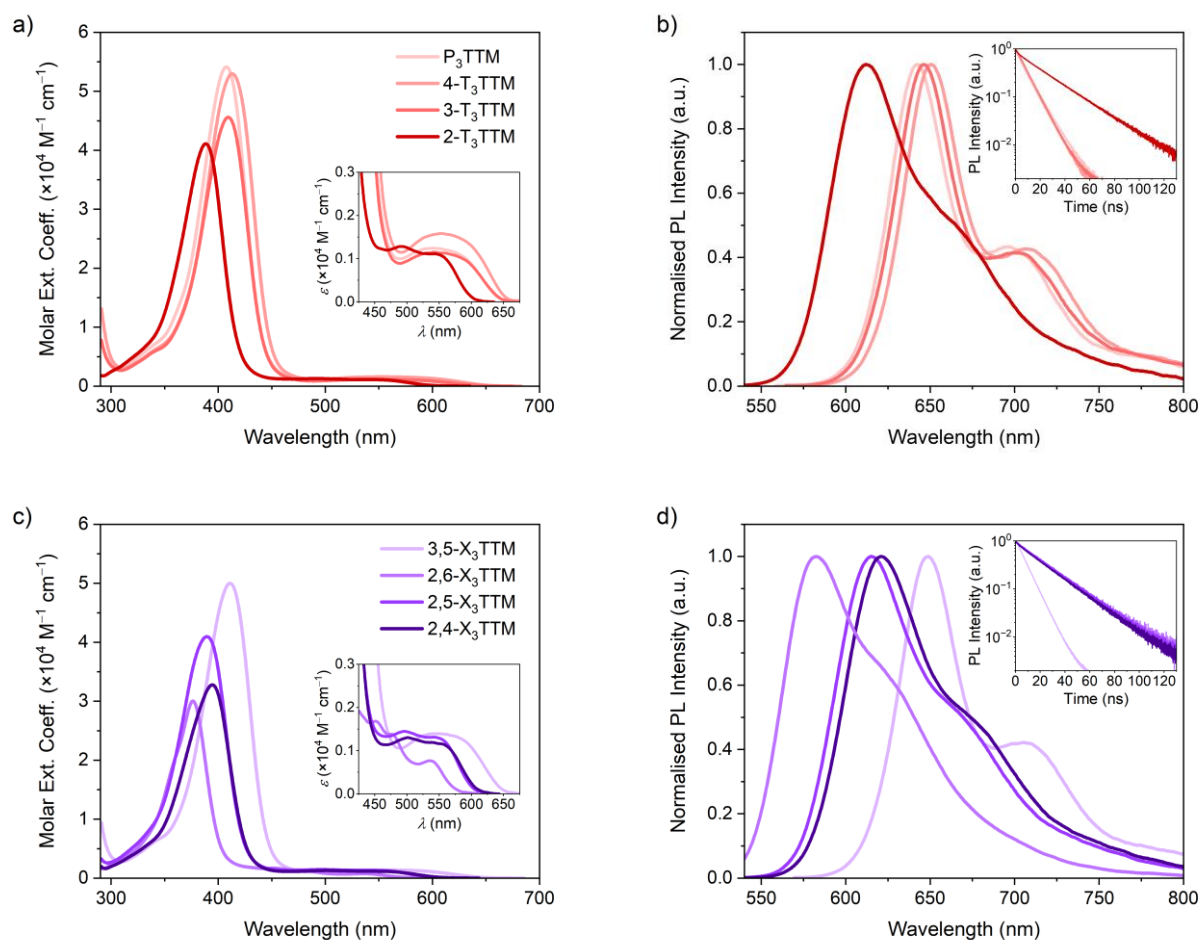 a)
Molar Ext. Coeff. (×10⁴ M⁻¹ cm⁻¹)
6
5
4
3
2
1
0
300 400 500 600 700
Wavelength (nm)
P₃TTM
4-T₃TTM
3-T₃TTM
2-T₃TTM
ε (×10⁴ M⁻¹ cm⁻¹)
0.3
0.2
0.1
0.0
450 500 550 600 650
λ (nm)
b)
Normalised PL Intensity (a.u.)
1.0
0.8
0.6
0.4
0.2
0.0
550 600 650 700 750 800
Wavelength (nm)
PL Intensity (a.u.)
10⁰
10⁻¹
10⁻²
0 20 40 60 80 100 120
Time (ns)
c)
Molar Ext. Coeff. (×10⁴ M⁻¹ cm⁻¹)
6
5
4
3
2
1
0
300 400 500 600 700
Wavelength (nm)
3,5-X₃TTM
2,6-X₃TTM
2,5-X₃TTM
2,4-X₃TTM
ε (×10⁴ M⁻¹ cm⁻¹)
0.3
0.2
0.1
0.0
450 500 550 600 650
λ (nm)
d)
Normalised PL Intensity (a.u.)
1.0
0.8
0.6
0.4
0.2
0.0
550 600 650 700 750 800
Wavelength (nm)
PL Intensity (a.u.)
10⁰
10⁻¹
10⁻²
0 20 40 60 80 100 120
Time (ns)